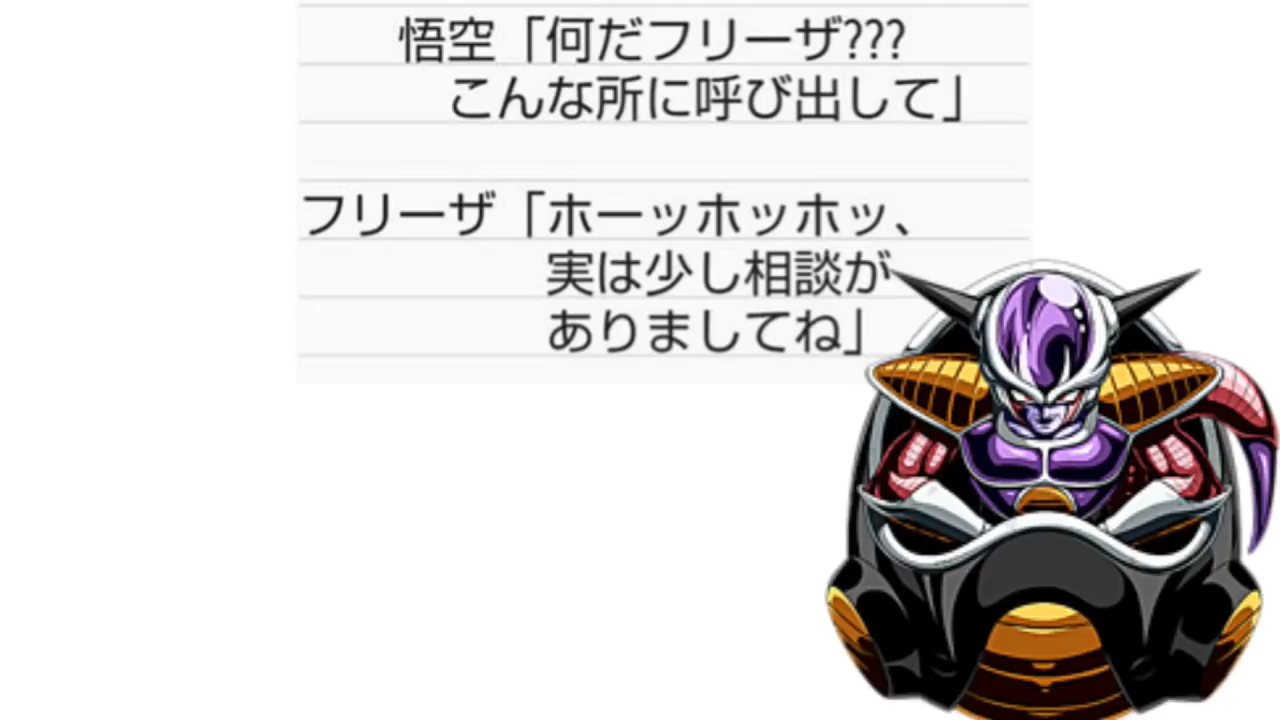 悟空「何だフリーザ???
こんな所に呼び出して」
フリーザ「ホーッホッホッ、
実は少し相談が
ありましてね」